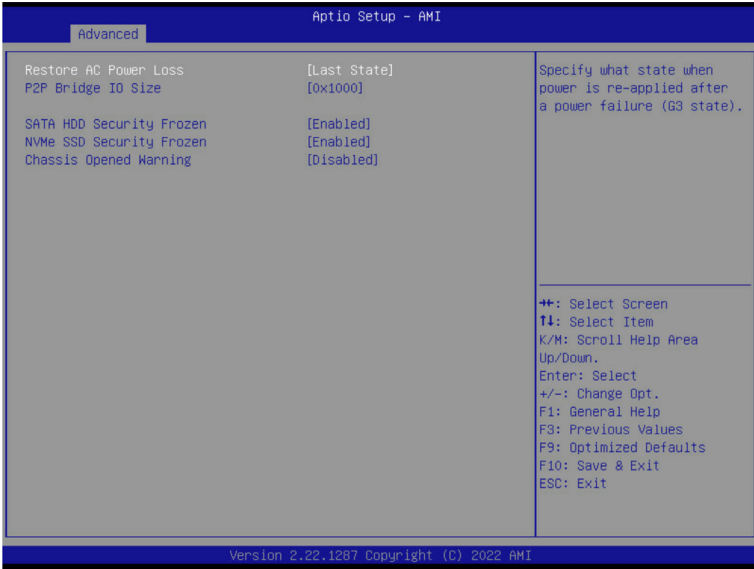 Aptio Setup – AMI
Advanced
Restore AC Power Loss [Last State]
P2P Bridge IO Size [0x1000]
SATA HDD Security Frozen [Enabled]
NVMe SSD Security Frozen [Enabled]
Chassis Opened Warning [Disabled]
Specify what state when
power is re-applied after
a power failure (G3 state).
→←: Select Screen
↑↓: Select Item
K/M: Scroll Help Area
Up/Down.
Enter: Select
+/-: Change Opt.
F1: General Help
F3: Previous Values
F9: Optimized Defaults
F10: Save & Exit
ESC: Exit
Version 2.22.1287 Copyright (C) 2022 AMI